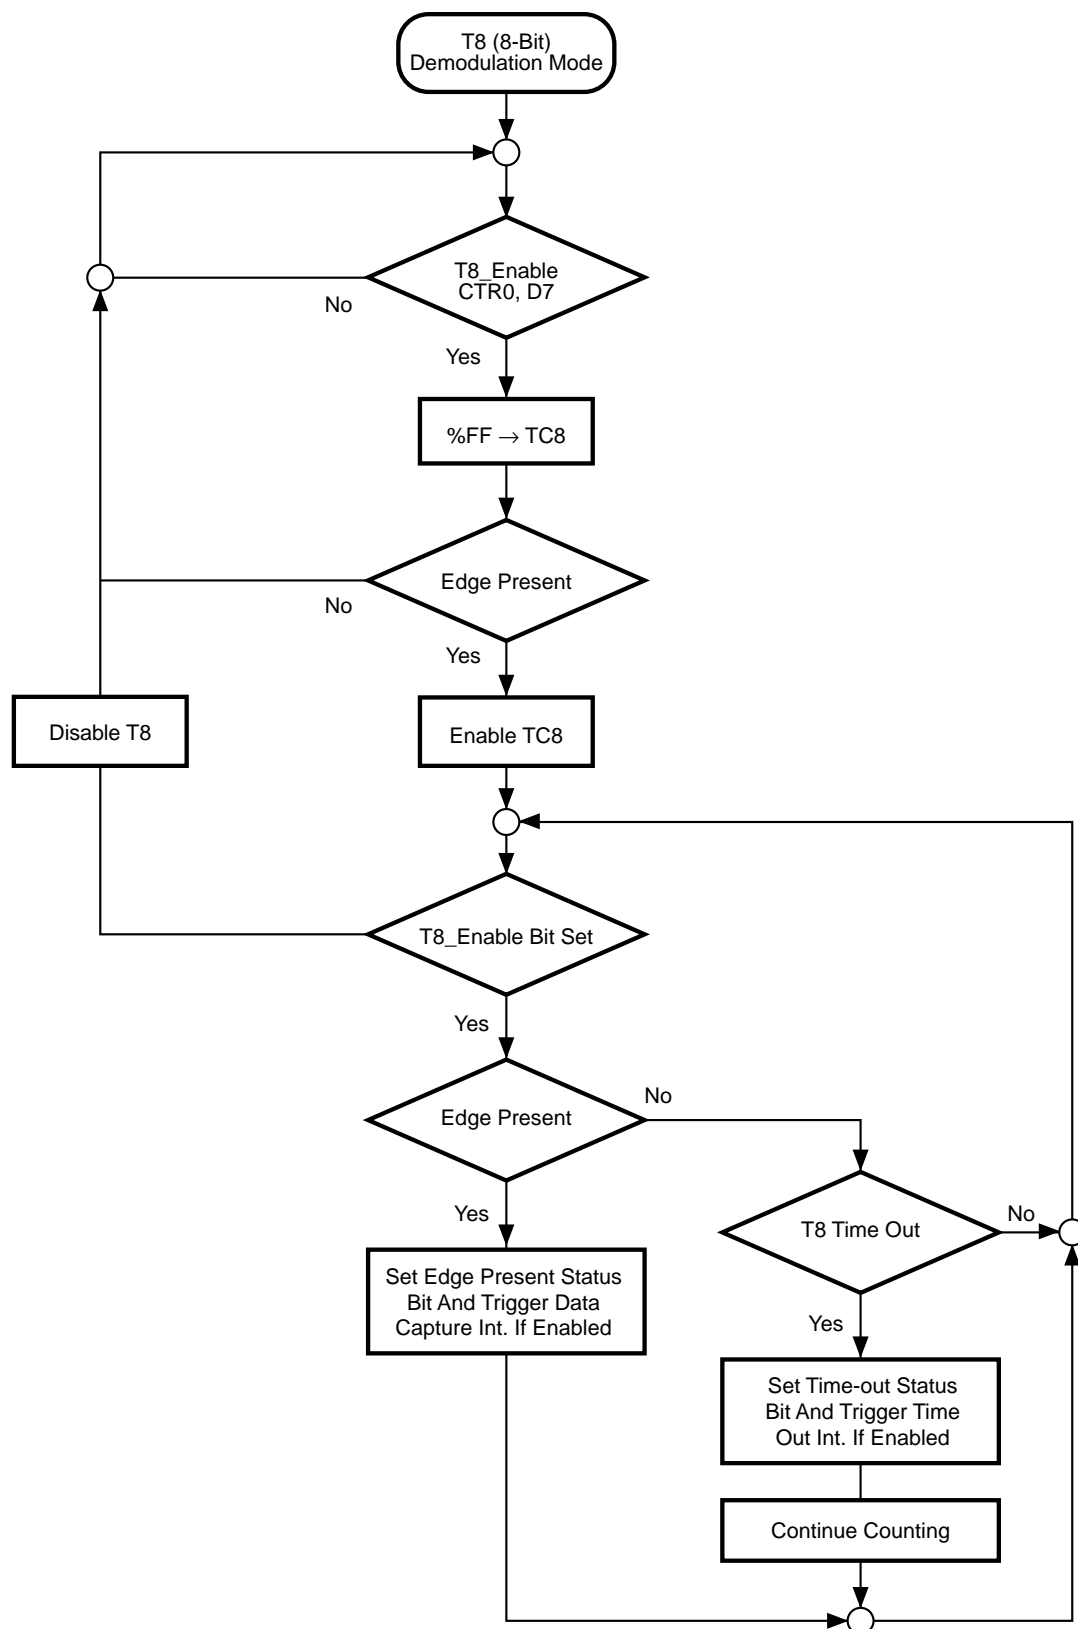 T8 (8-Bit)
Demodulation Mode
T8_Enable
CTR0, D7
No
Yes
%FF → TC8
Edge Present
No
Yes
Disable T8
Enable TC8
T8_Enable Bit Set
Yes
Edge Present
No
Yes
T8 Time Out
No
Set Edge Present Status
Bit And Trigger Data
Capture Int. If Enabled
Yes
Set Time-out Status
Bit And Trigger Time
Out Int. If Enabled
Continue Counting